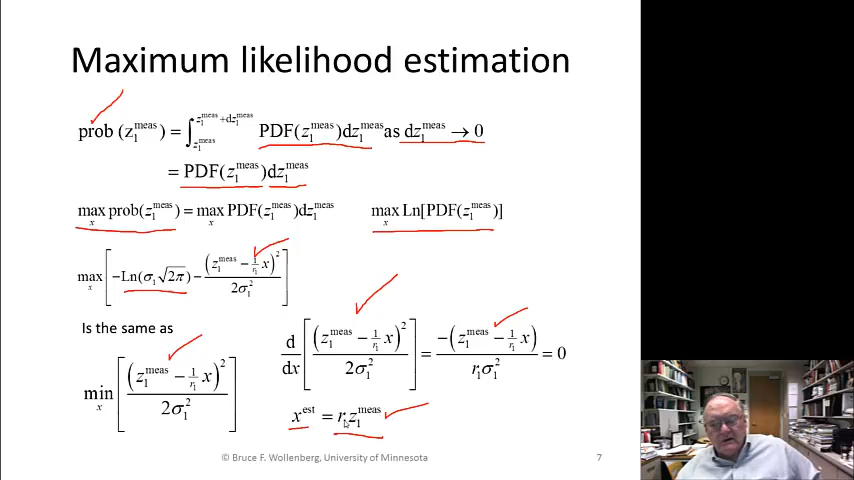 Maximum likelihood estimation
prob (z₁^meas) = ∫_{z₁^meas}^{z₁^meas + dz₁^meas} PDF(z₁^meas)dz₁^meas as dz₁^meas → 0
= PDF(z₁^meas)dz₁^meas
max_x prob(z₁^meas) = max_x PDF(z₁^meas)dz₁^meas max_x Ln[PDF(z₁^meas)]
max_x [ −Ln(σ₁√2π) − (z₁^meas − (1/r₁)x)² / 2σ₁² ]
Is the same as
min_x [ (z₁^meas − (1/r₁)x)² / 2σ₁² ]
d/dx [ (z₁^meas − (1/r₁)x)² / 2σ₁² ] = −(z₁^meas − (1/r₁)x) / r₁σ₁² = 0
x^est = r₁z₁^meas
© Bruce F. Wollenberg, University of Minnesota 7